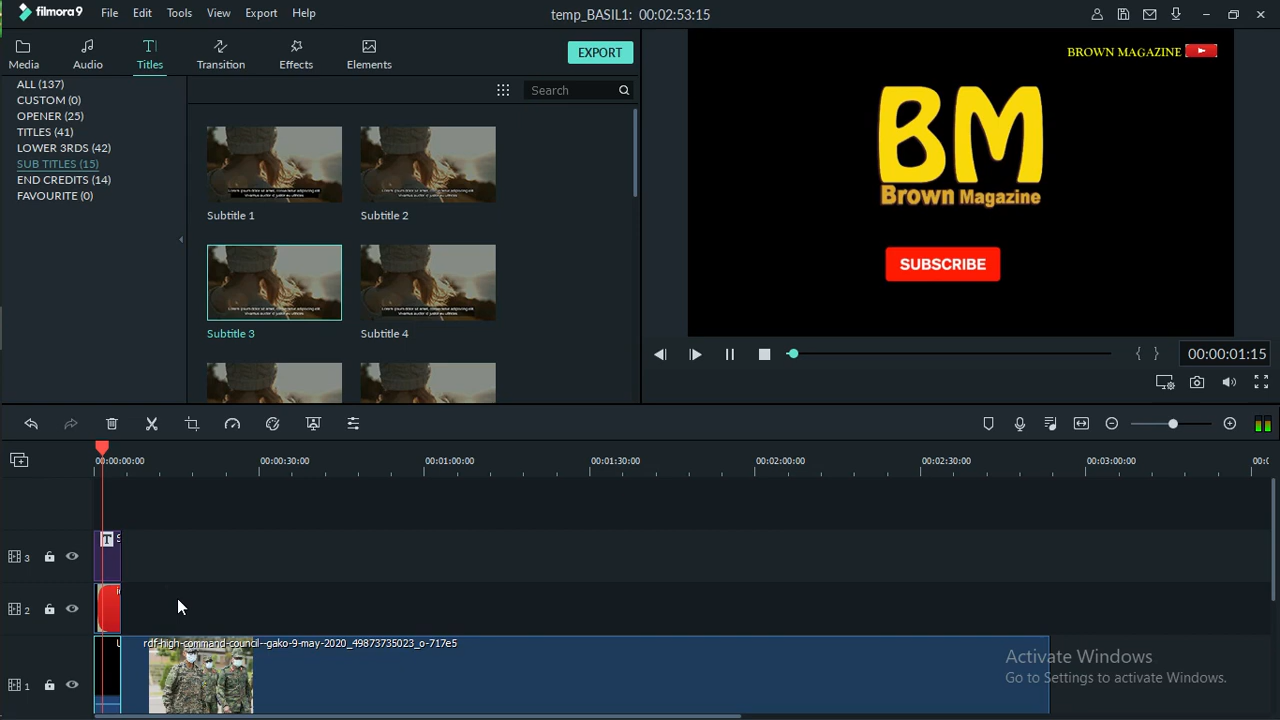 filmora9 File Edit Tools View Export Help temp_BASIL1: 00:02:53:15
Media Audio Titles Transition Effects Elements EXPORT
ALL (137)
CUSTOM (0)
OPENER (25)
TITLES (41)
LOWER 3RDS (42)
SUB TITLES (15)
END CREDITS (14)
FAVOURITE (0)
Search
Subtitle 1 Subtitle 2
Subtitle 3 Subtitle 4
BROWN MAGAZINE
BM
Brown Magazine
SUBSCRIBE
{ } 00:00:01:15
00:00:00:00 00:00:30:00 00:01:00:00 00:01:30:00 00:02:00:00 00:02:30:00 00:03:00:00
3 T S
2
1 rdf-high-command-council--gako-9-may-2020_49873735023_o-717e5
Activate Windows
Go to Settings to activate Windows.